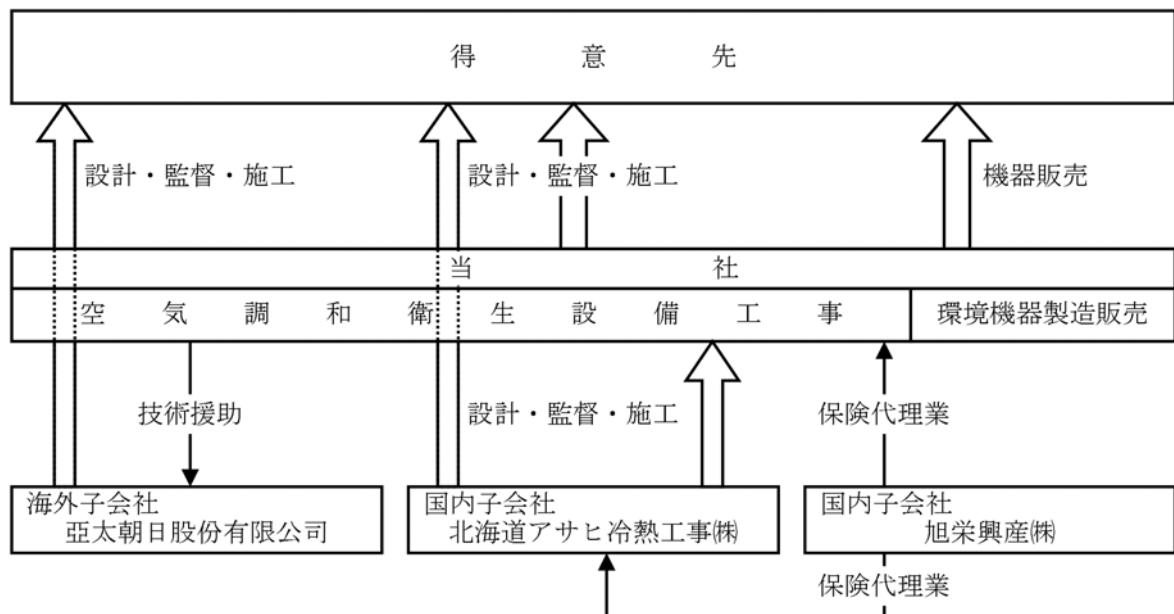 得意先
設計・監督・施工
設計・監督・施工
機器販売
当社
空気調和衛生設備工事
環境機器製造販売
技術援助
設計・監督・施工
保険代理業
海外子会社
亞太朝日股份有限公司
国内子会社
北海道アサヒ冷熱工事㈱
国内子会社
旭栄興産㈱
保険代理業